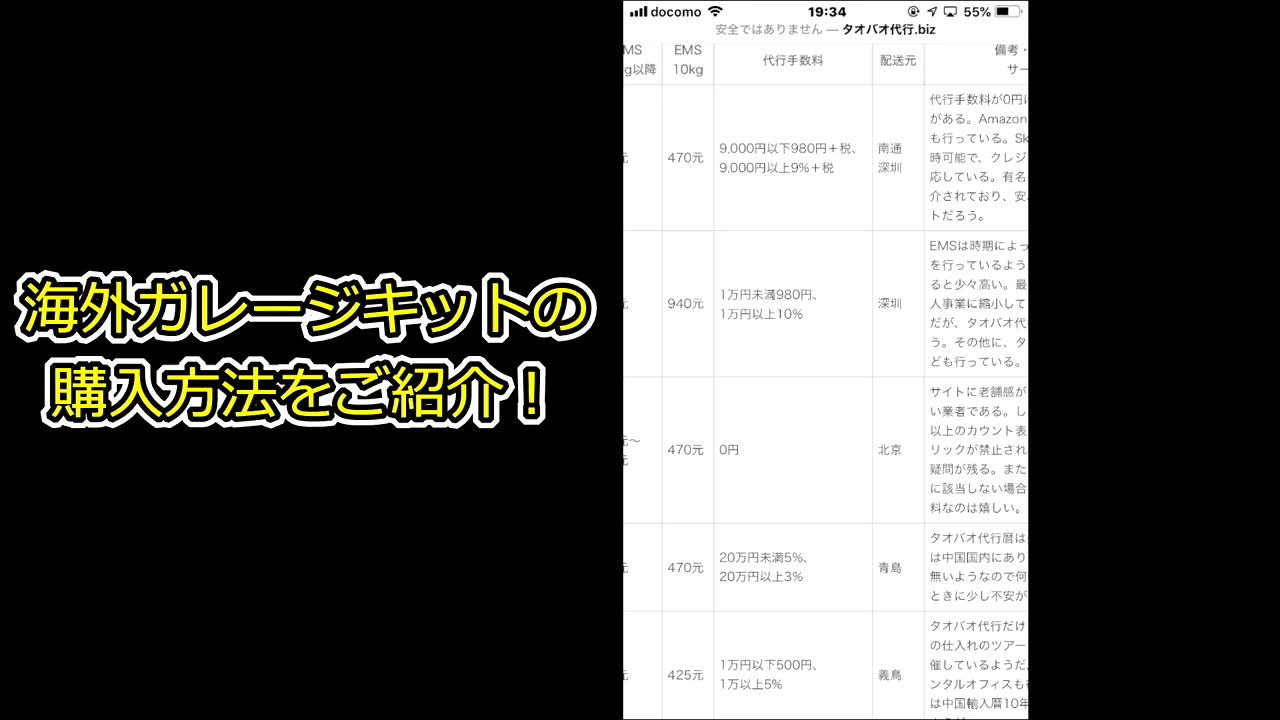 海外ガレージキットの
購入方法をご紹介！
docomo 19:34 55%
安全ではありません — タオバオ代行.biz
MS
g以降
EMS
10kg
代行手数料
配送元
備考・
サー
470元
9,000円以下980円＋税、
9,000円以上9%＋税
南通
深圳
代行手数料が0円
がある。Amazon
も行っている。Sk
時可能で、クレジ
応している。有名
介されており、安
トだろう。
元
940元
1万円未満980円、
1万円以上10%
深圳
EMSは時期によっ
を行っているよう
ると少々高い。最
人事業に縮小して
だが、タオバオ代
う。その他に、タ
ども行っている。
元〜
元
470元
0円
北京
サイトに老舗感が
い業者である。し
以上のカウント表
リックが禁止され
疑問が残る。また
に該当しない場合
料なのは嬉しい。
元
470元
20万円未満5%、
20万円以上3%
青島
タオバオ代行暦は
は中国国内にあり
無いようなので何
ときに少し不安が
元
425元
1万円以下500円、
1万以上5%
義烏
タオバオ代行だけ
の仕入れのツアー
催しているようだ。
ンタルオフィスも
は中国輸入暦10年